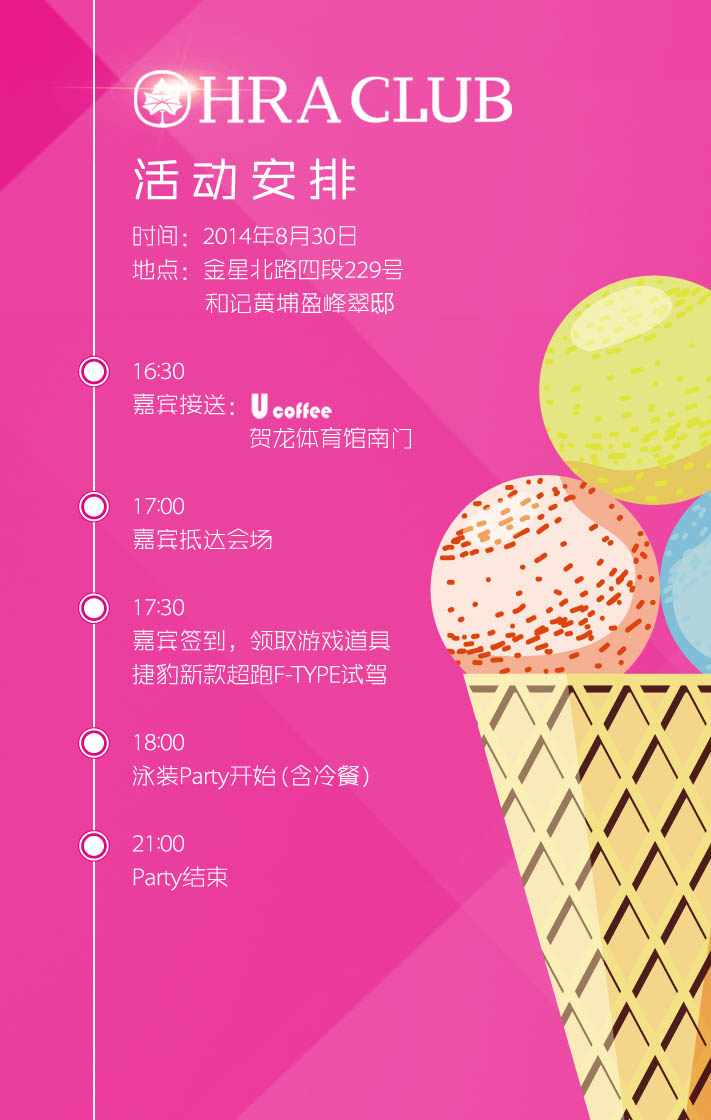 HRA CLUB
活动安排
时间：2014年8月30日
地点：金星北路四段229号
和记黄埔盈峰翠邸
16:30
嘉宾接送：U coffee
贺龙体育馆南门
17:00
嘉宾抵达会场
17:30
嘉宾签到，领取游戏道具
捷豹新款超跑F-TYPE试驾
18:00
泳装Party开始（含冷餐）
21:00
Party结束